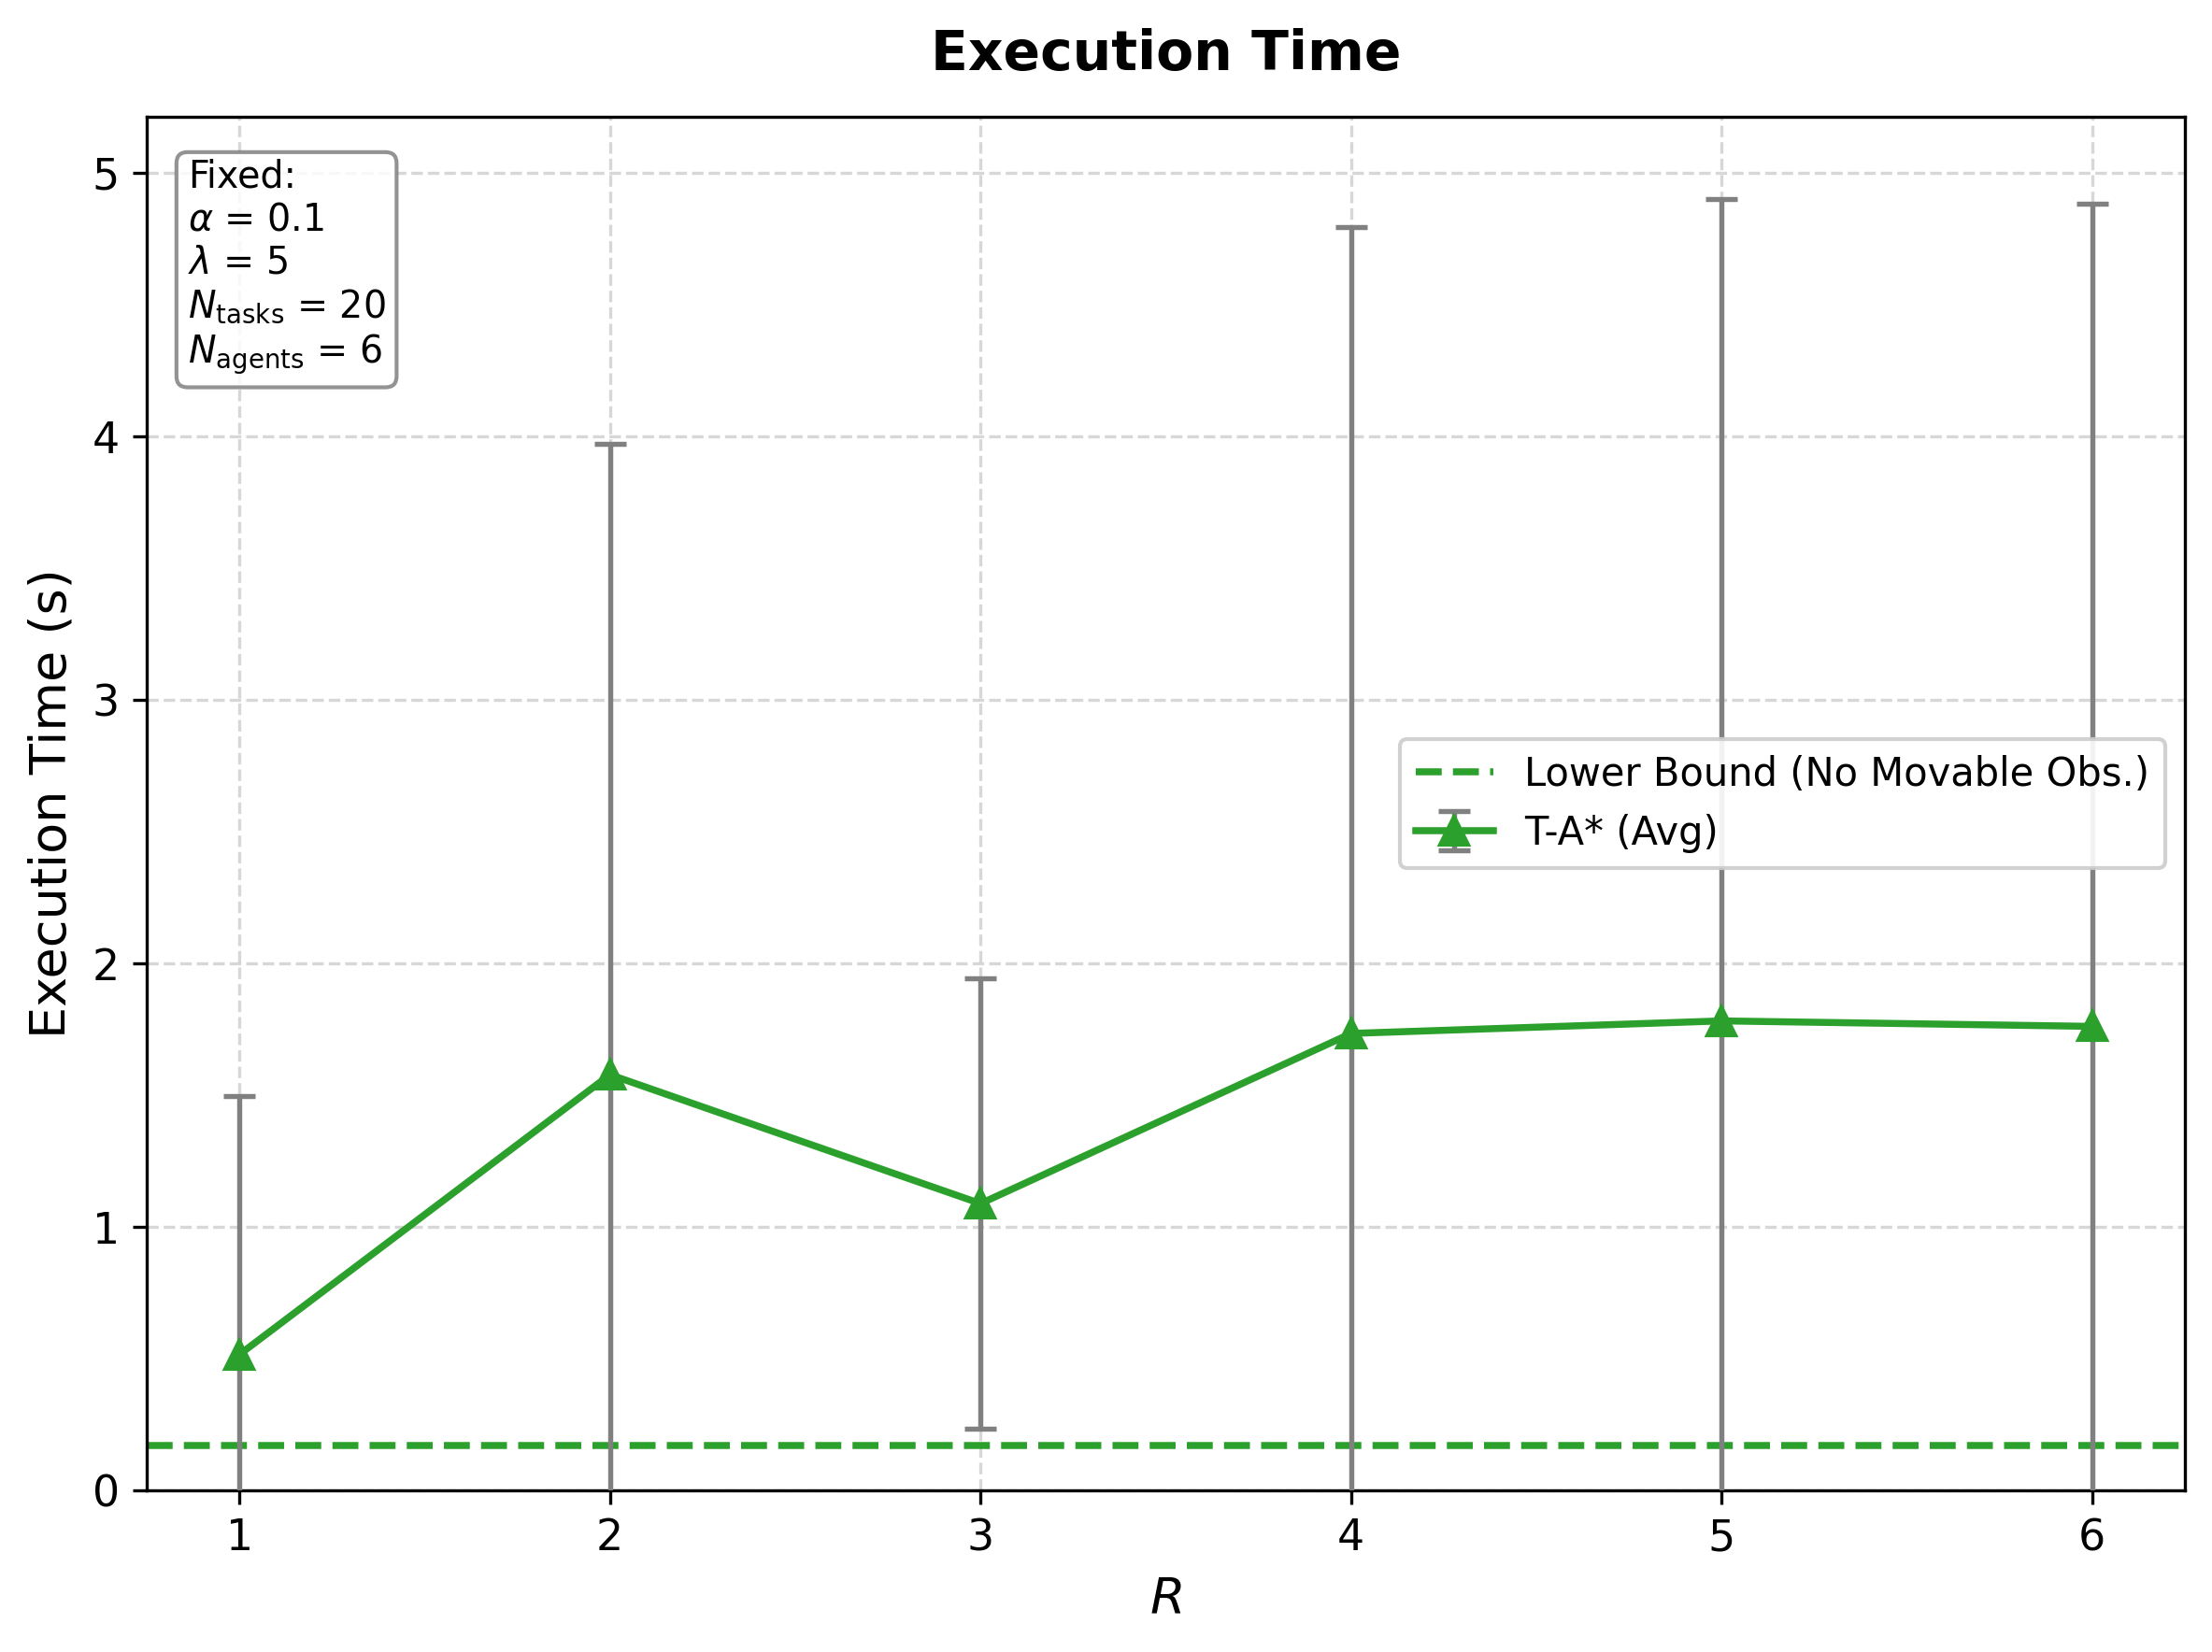 Execution Time
Fixed:
α = 0.1
λ = 5
N_tasks = 20
N_agents = 6
Execution Time (s)
5
4
3
2
1
0
Lower Bound (No Movable Obs.)
T-A* (Avg)
1 2 3 4 5 6
R